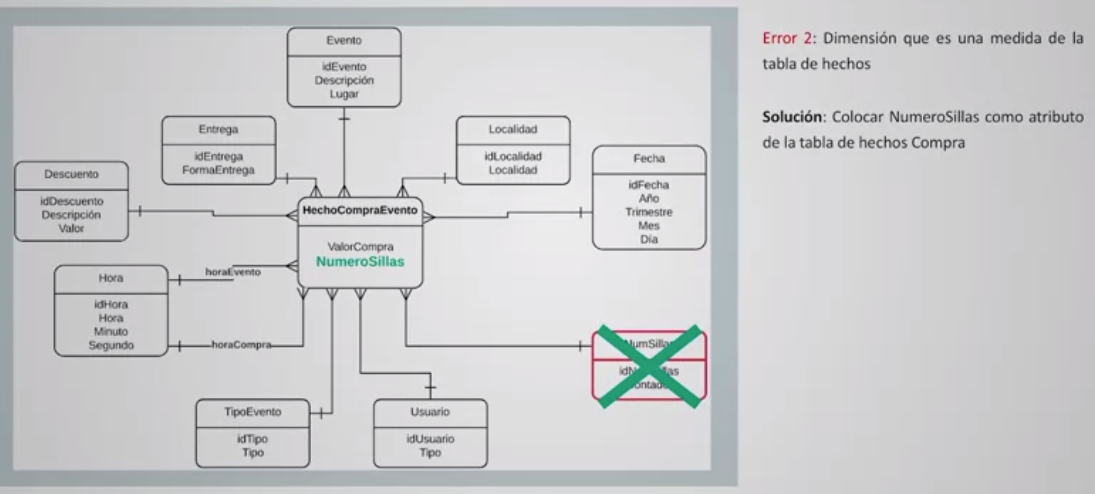 Evento
idEvento
Descripción
Lugar
Entrega
idEntrega
FormaEntrega
Localidad
idLocalidad
Localidad
Descuento
idDescuento
Descripción
Valor
Fecha
idFecha
Año
Trimestre
Mes
Día
HechoCompraEvento
ValorCompra
NumeroSillas
Hora
idHora
Hora
Minuto
Segundo
horaEvento
horaCompra
TipoEvento
idTipo
Tipo
Usuario
idUsuario
Tipo
Error 2: Dimensión que es una medida de la
tabla de hechos
Solución: Colocar NumeroSillas como atributo
de la tabla de hechos Compra